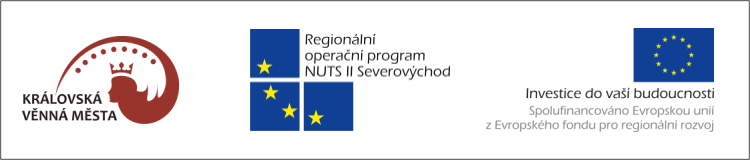 KRÁLOVSKÁ
VĚNNÁ MĚSTA
Regionální
operační program
NUTS II Severovýchod
Investice do vaší budoucnosti
Spolufinancováno Evropskou unií
z Evropského fondu pro regionální rozvoj